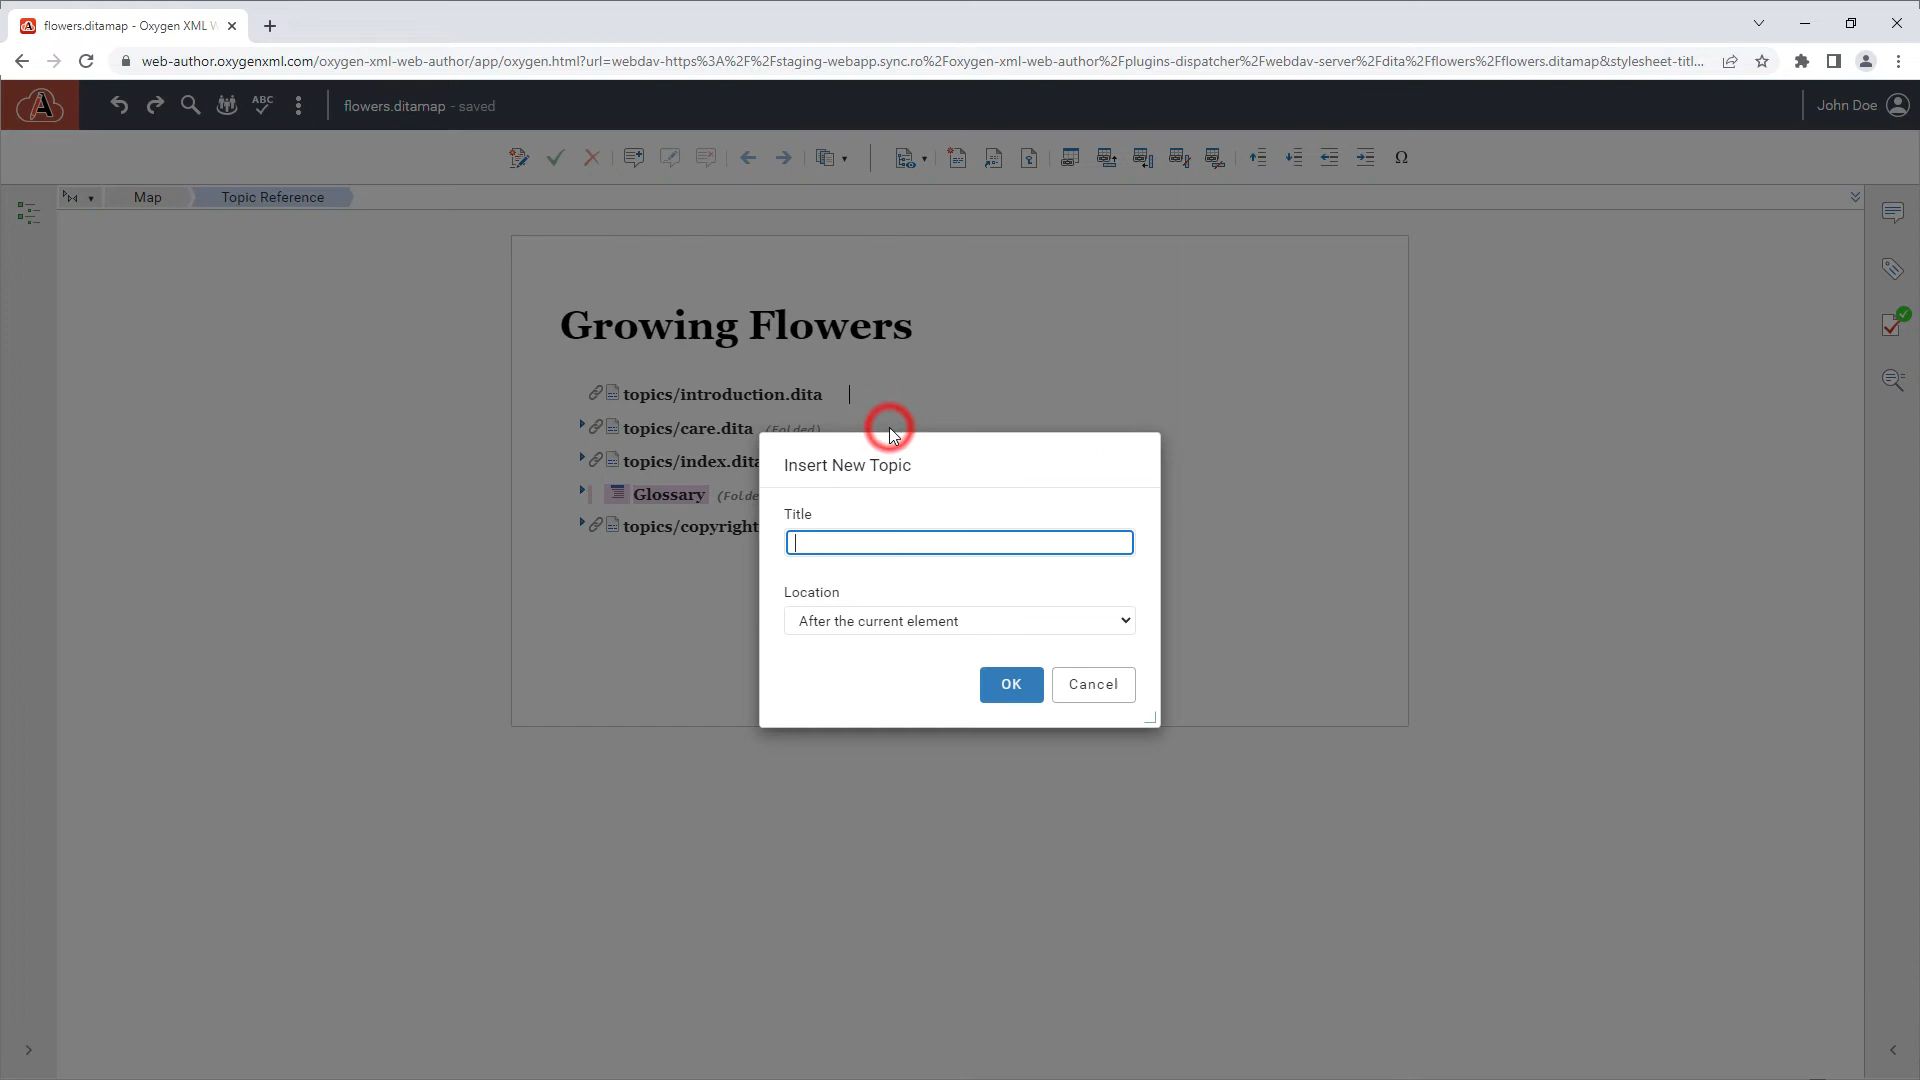 flowers.ditamap - Oxygen XML W
web-author.oxygenxml.com/oxygen-xml-web-author/app/oxygen.html?url=webdav-https%3A%2F%2Fstaging-webapp.sync.ro%2Foxygen-xml-web-author%2Fplugins-dispatcher%2Fwebdav-server%2Fdita%2Fflowers%2Fflowers.ditamap&stylesheet-titl...
A
ABC
flowers.ditamap - saved
John Doe
Ω
Map
Topic Reference
Growing Flowers
topics/introduction.dita
topics/care.dita (Folded)
topics/index.dita
Glossary (Folde
topics/copyright
Insert New Topic
Title
Location
After the current element
OK
Cancel